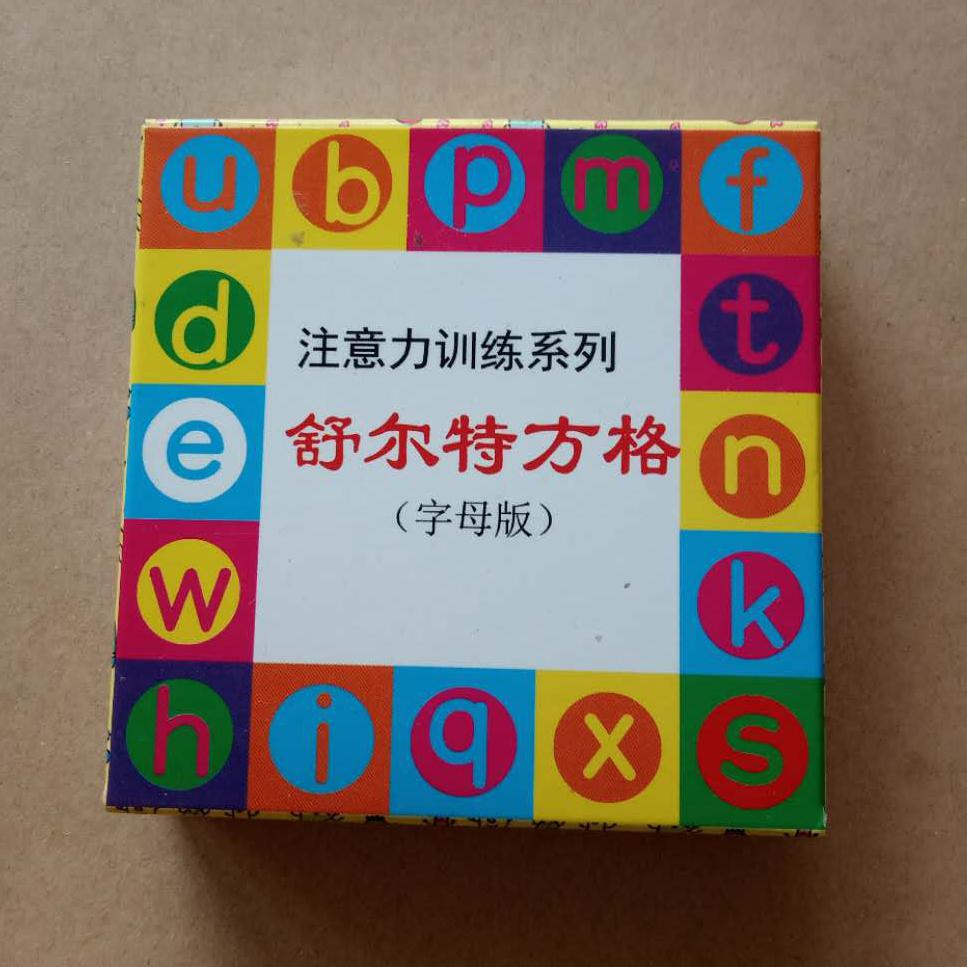 u b p m f
d t
注意力训练系列
e 舒尔特方格 n
（字母版）
w k
h i q x s